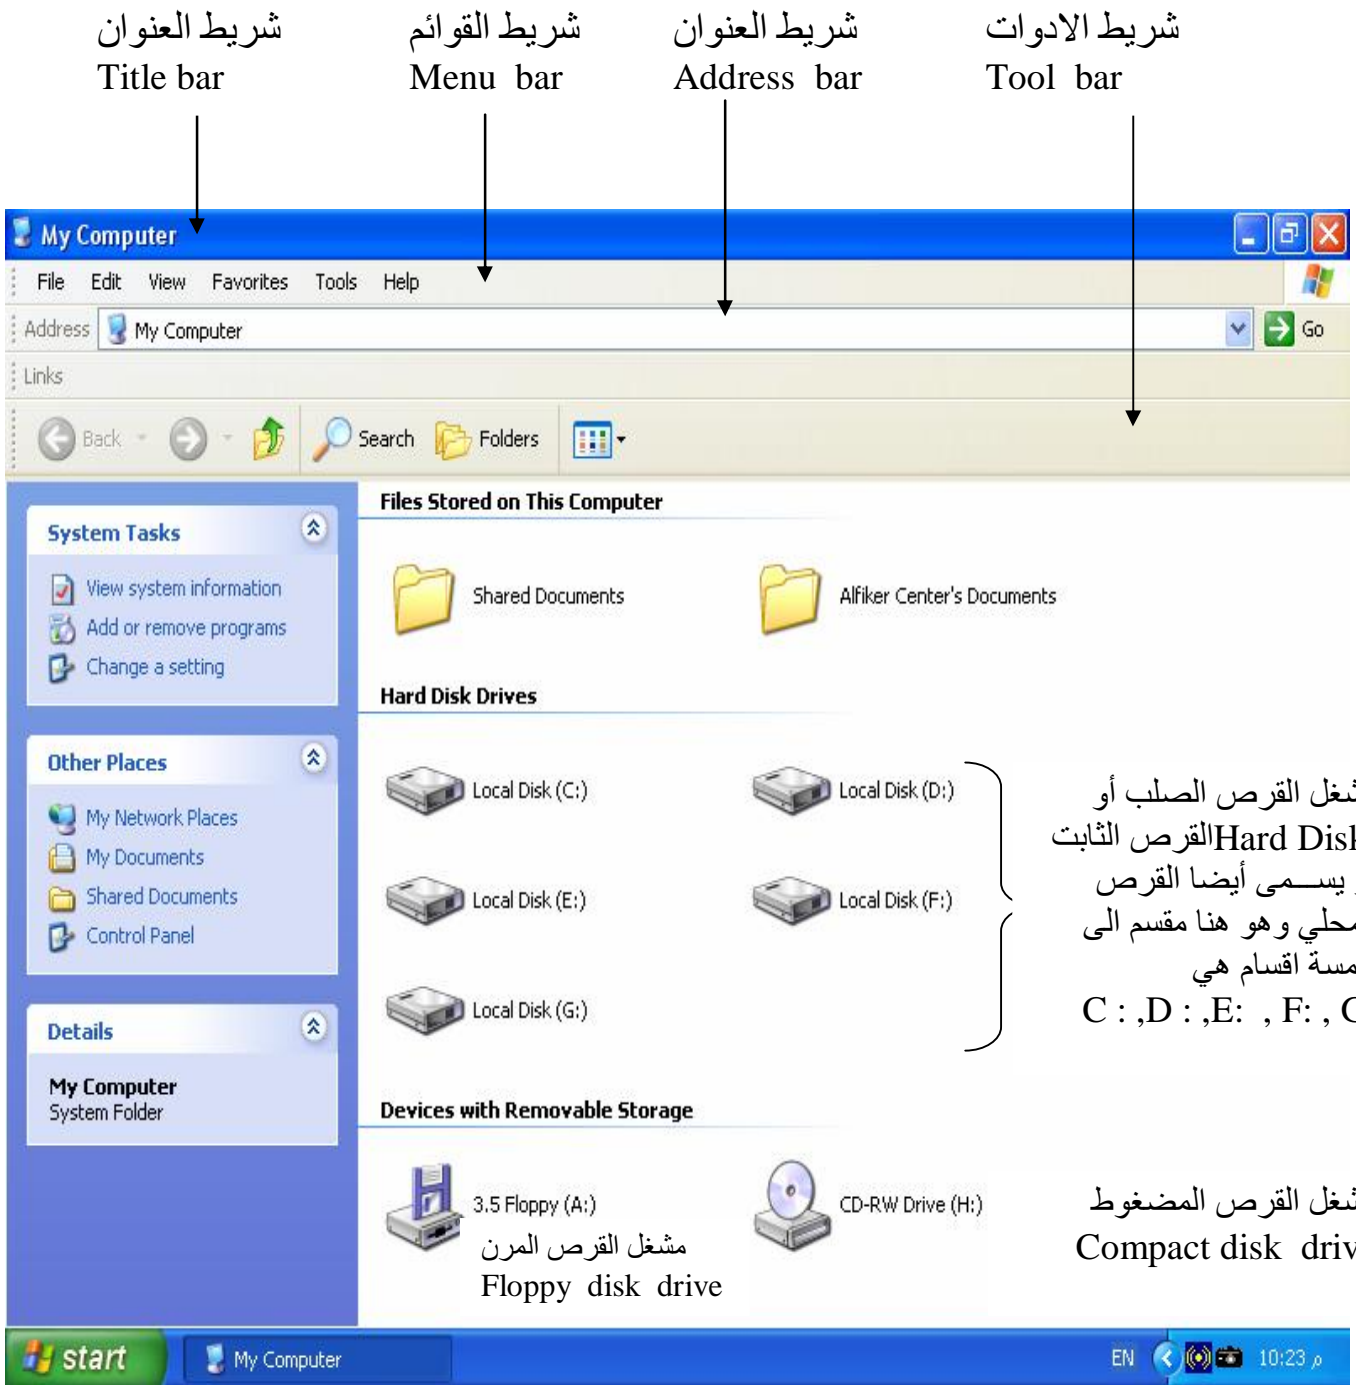 شريط العنوان
Title bar
شريط القوائم
Menu bar
شريط العنوان
Address bar
شريط الادوات
Tool bar
My Computer
File Edit View Favorites Tools Help
Address My Computer Go
Links
Back Search Folders
System Tasks
View system information
Add or remove programs
Change a setting
Other Places
My Network Places
My Documents
Shared Documents
Control Panel
Details
My Computer
System Folder
Files Stored on This Computer
Shared Documents
Alfiker Center's Documents
Hard Disk Drives
Local Disk (C:)
Local Disk (D:)
Local Disk (E:)
Local Disk (F:)
Local Disk (G:)
القرص الصلب أو
القرص الثابت Hard
يســمى أيضا القرص
وهو هنا مقسم الى
اقسام هي
C : ,D : ,E: , F: ,
Devices with Removable Storage
3.5 Floppy (A:)
مشغل القرص المرن
Floppy disk drive
CD-RW Drive (H:)
القرص المضغوط
Compact disk
start My Computer EN 10:23 م